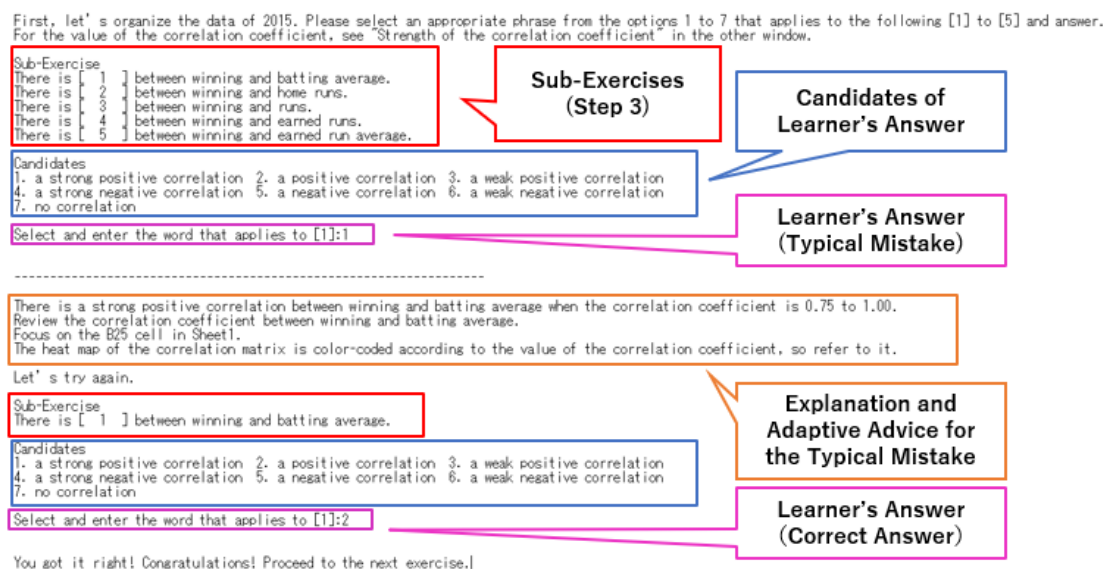 First, let's organize the data of 2015. Please select an appropriate phrase from the options 1 to 7 that applies to the following [1] to [5] and answer.
For the value of the correlation coefficient, see "Strength of the correlation coefficient" in the other window.
Sub-Exercise
There is [ 1 ] between winning and batting average.
There is [ 2 ] between winning and home runs.
There is [ 3 ] between winning and runs.
There is [ 4 ] between winning and earned runs.
There is [ 5 ] between winning and earned run average.
Sub-Exercises
(Step 3)
Candidates
1. a strong positive correlation 2. a positive correlation 3. a weak positive correlation
4. a strong negative correlation 5. a negative correlation 6. a weak negative correlation
7. no correlation
Candidates of
Learner's Answer
Select and enter the word that applies to [1]:1
Learner's Answer
(Typical Mistake)
------------------------------------------------------------------
There is a strong positive correlation between winning and batting average when the correlation coefficient is 0.75 to 1.00.
Review the correlation coefficient between winning and batting average.
Focus on the B25 cell in Sheet1.
The heat map of the correlation matrix is color-coded according to the value of the correlation coefficient, so refer to it.
Explanation and
Adaptive Advice for
the Typical Mistake
Let's try again.
Sub-Exercise
There is [ 1 ] between winning and batting average.
Candidates
1. a strong positive correlation 2. a positive correlation 3. a weak positive correlation
4. a strong negative correlation 5. a negative correlation 6. a weak negative correlation
7. no correlation
Select and enter the word that applies to [1]:2
Learner's Answer
(Correct Answer)
You got it right! Congratulations! Proceed to the next exercise.